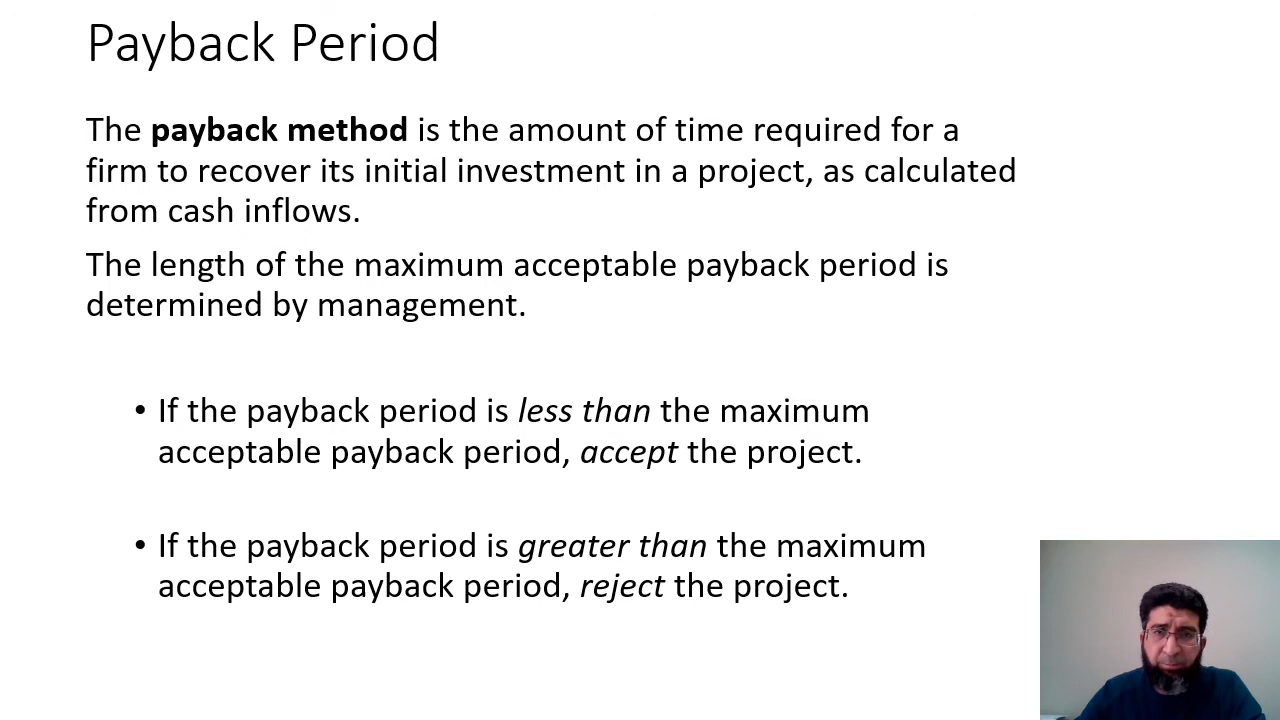 Payback Period
The payback method is the amount of time required for a
firm to recover its initial investment in a project, as calculated
from cash inflows.
The length of the maximum acceptable payback period is
determined by management.
• If the payback period is less than the maximum
acceptable payback period, accept the project.
• If the payback period is greater than the maximum
acceptable payback period, reject the project.